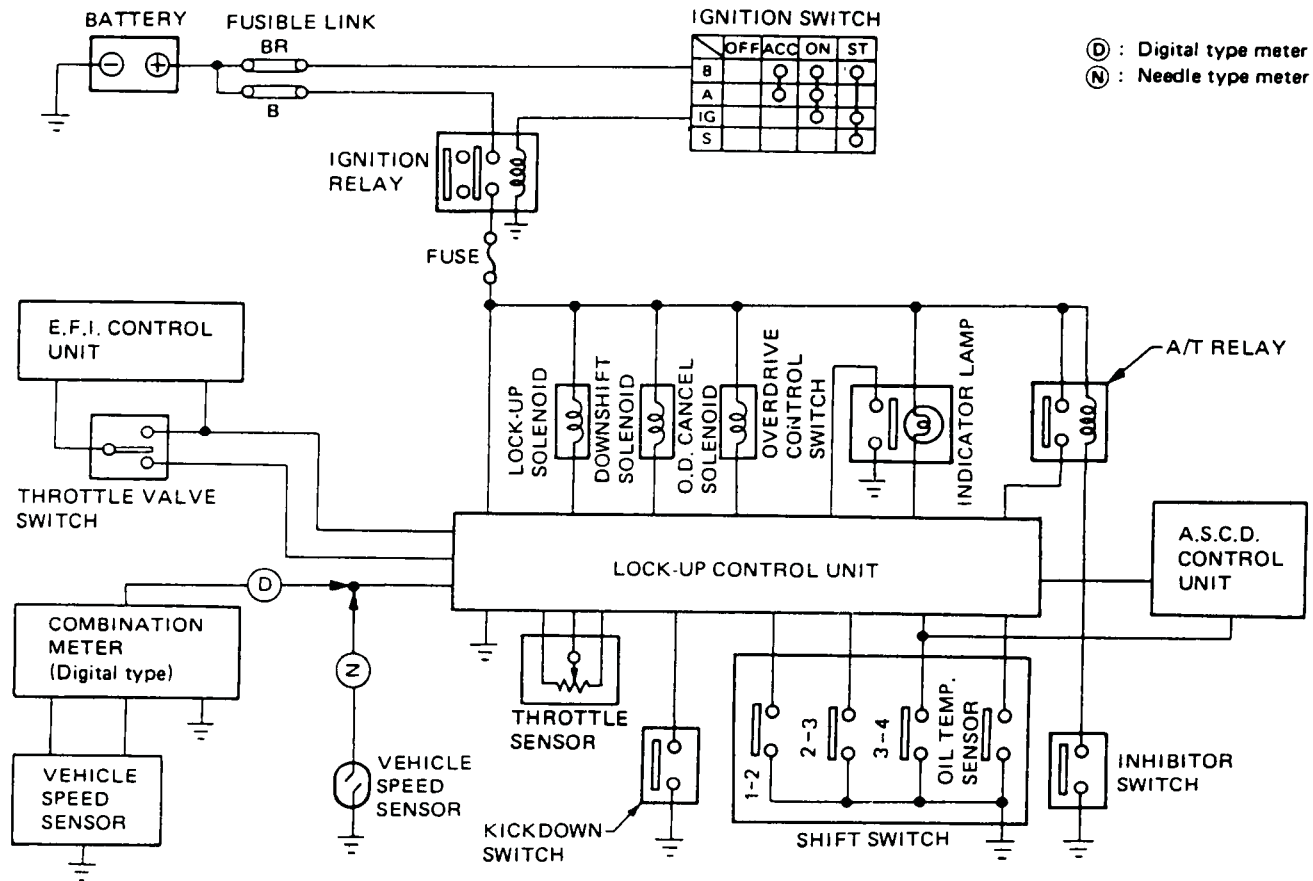 BATTERY
FUSIBLE LINK
BR
B
IGNITION SWITCH
OFF ACC ON ST
B
A
IG
S
D : Digital type meter
N : Needle type meter
IGNITION
RELAY
FUSE
E.F.I. CONTROL
UNIT
THROTTLE VALVE
SWITCH
LOCK-UP
SOLENOID
DOWNSHIFT
SOLENOID
O.D. CANCEL
SOLENOID
OVERDRIVE
CONTROL
SWITCH
INDICATOR LAMP
A/T RELAY
LOCK-UP CONTROL UNIT
A.S.C.D.
CONTROL
UNIT
D
COMBINATION
METER
(Digital type)
N
VEHICLE
SPEED
SENSOR
VEHICLE
SPEED
SENSOR
THROTTLE
SENSOR
KICKDOWN
SWITCH
1-2
2-3
3-4
OIL TEMP.
SENSOR
SHIFT SWITCH
INHIBITOR
SWITCH